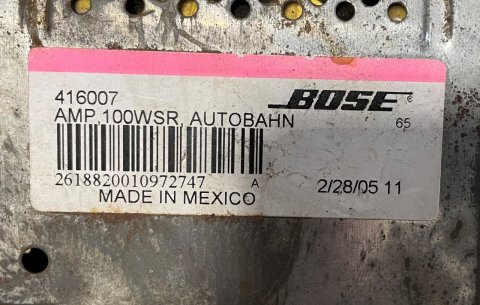 416007
BOSE
AMP,100WSR, AUTOBAHN
65
2618820010972747 A
2/28/05 11
MADE IN MEXICO